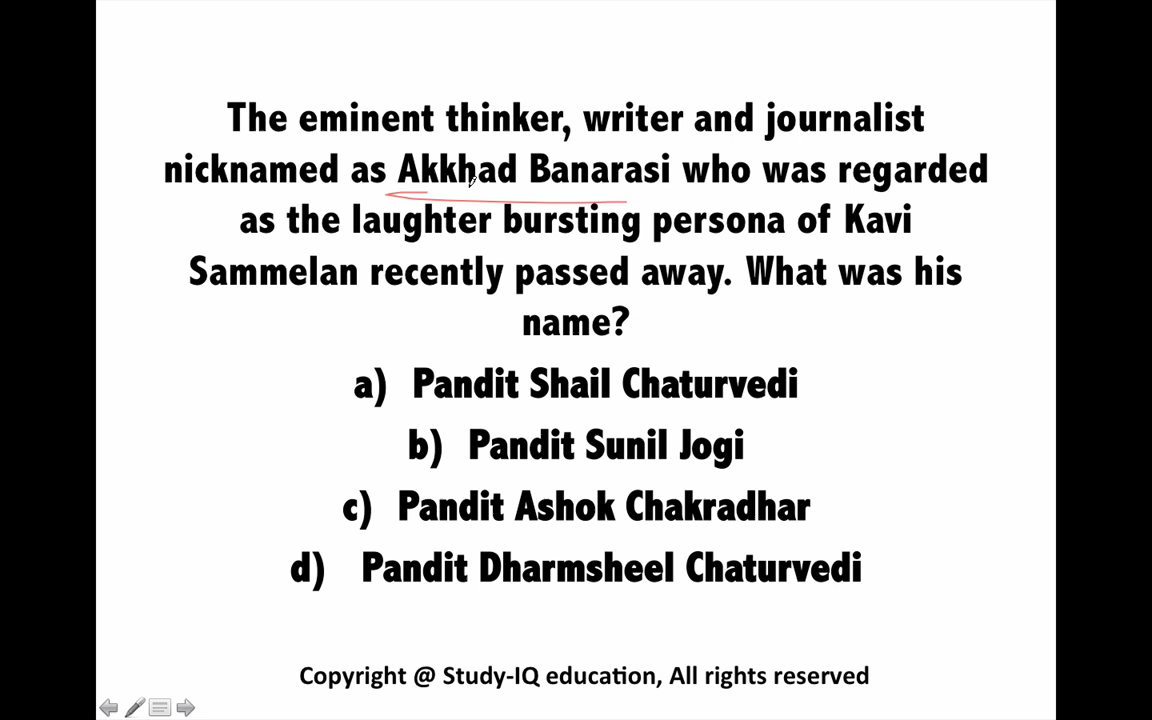 The eminent thinker, writer and journalist
nicknamed as Akkhad Banarasi who was regarded
as the laughter bursting persona of Kavi
Sammelan recently passed away. What was his
name?
a) Pandit Shail Chaturvedi
b) Pandit Sunil Jogi
c) Pandit Ashok Chakradhar
d) Pandit Dharmsheel Chaturvedi
Copyright @ Study-IQ education, All rights reserved